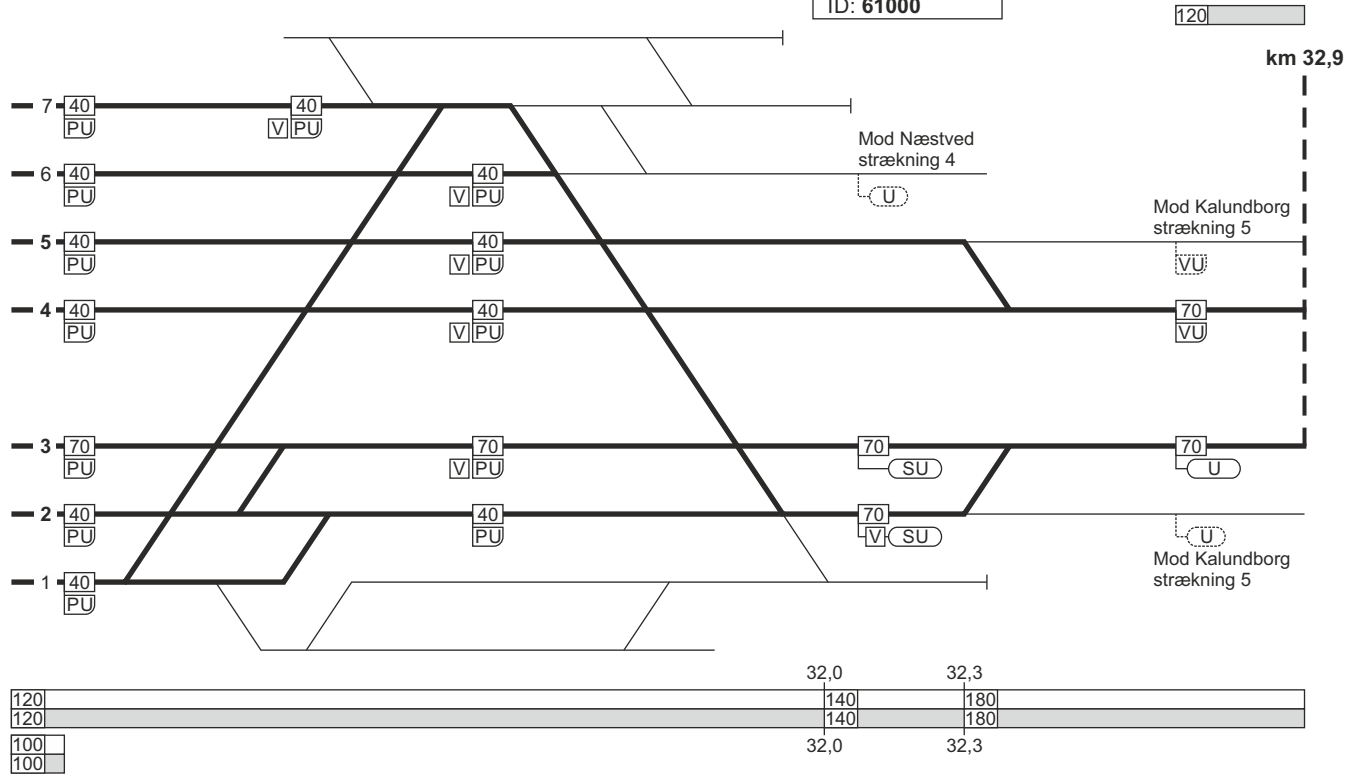 ID: 61000
120
km 32,9
7 40 40
PU V PU
Mod Næstved
strækning 4
6 40 40
PU V PU U
Mod Kalundborg
strækning 5
5 40 40
PU V PU VU
4 40 40 70
PU V PU VU
3 70 70 70 70
PU V PU SU U
2 40 40 70
PU PU V SU U
Mod Kalundborg
strækning 5
1 40
PU
32,0 32,3
120 140 180
120 140 180
32,0 32,3
100
100